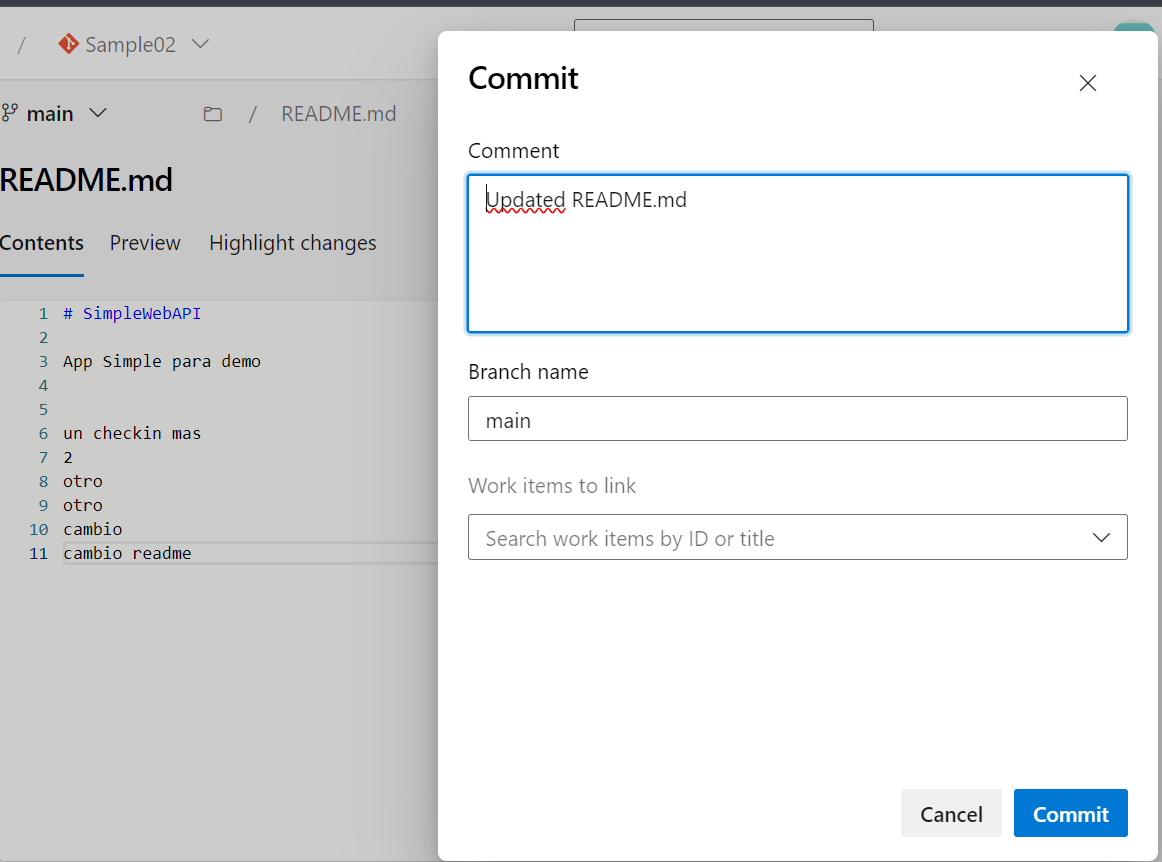 / Sample02
main / README.md
README.md
Contents Preview Highlight changes
1 # SimpleWebAPI
2
3 App Simple para demo
4
5
6 un checkin mas
7 2
8 otro
9 otro
10 cambio
11 cambio readme
Commit
Comment
Updated README.md
Branch name
main
Work items to link
Search work items by ID or title
Cancel Commit